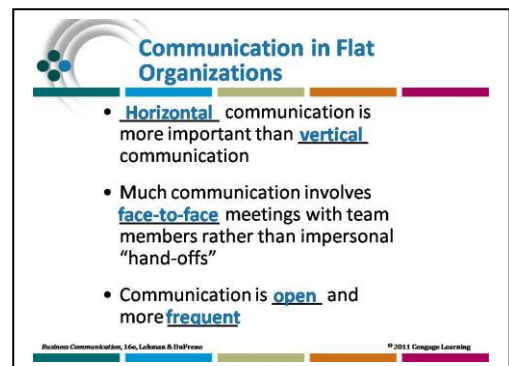 Communication in Flat
Organizations
• Horizontal communication is
more important than vertical
communication
• Much communication involves
face-to-face meetings with team
members rather than impersonal
“hand-offs”
• Communication is open and
more frequent
Business Communication, 16e, Lehman & DuFrene
©2011 Cengage Learning